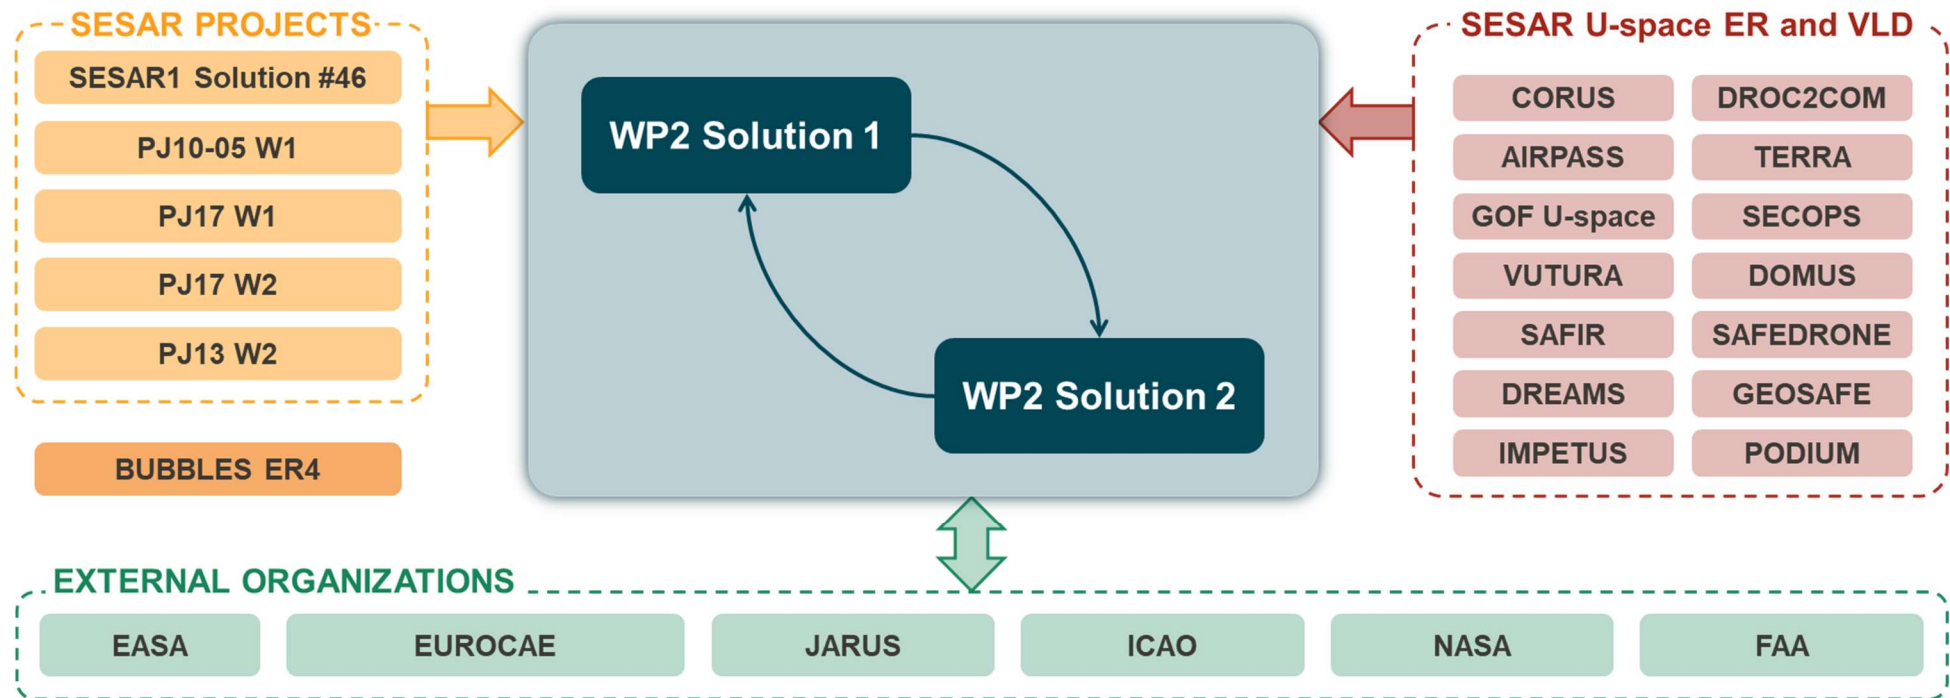 SESAR PROJECTS
SESAR1 Solution #46
PJ10-05 W1
PJ17 W1
PJ17 W2
PJ13 W2
BUBBLES ER4
WP2 Solution 1
WP2 Solution 2
SESAR U-space ER and VLD
CORUS
DROC2COM
AIRPASS
TERRA
GOF U-space
SECOPS
VUTURA
DOMUS
SAFIR
SAFEDRONE
DREAMS
GEOSAFE
IMPETUS
PODIUM
EXTERNAL ORGANIZATIONS
EASA
EUROCAE
JARUS
ICAO
NASA
FAA